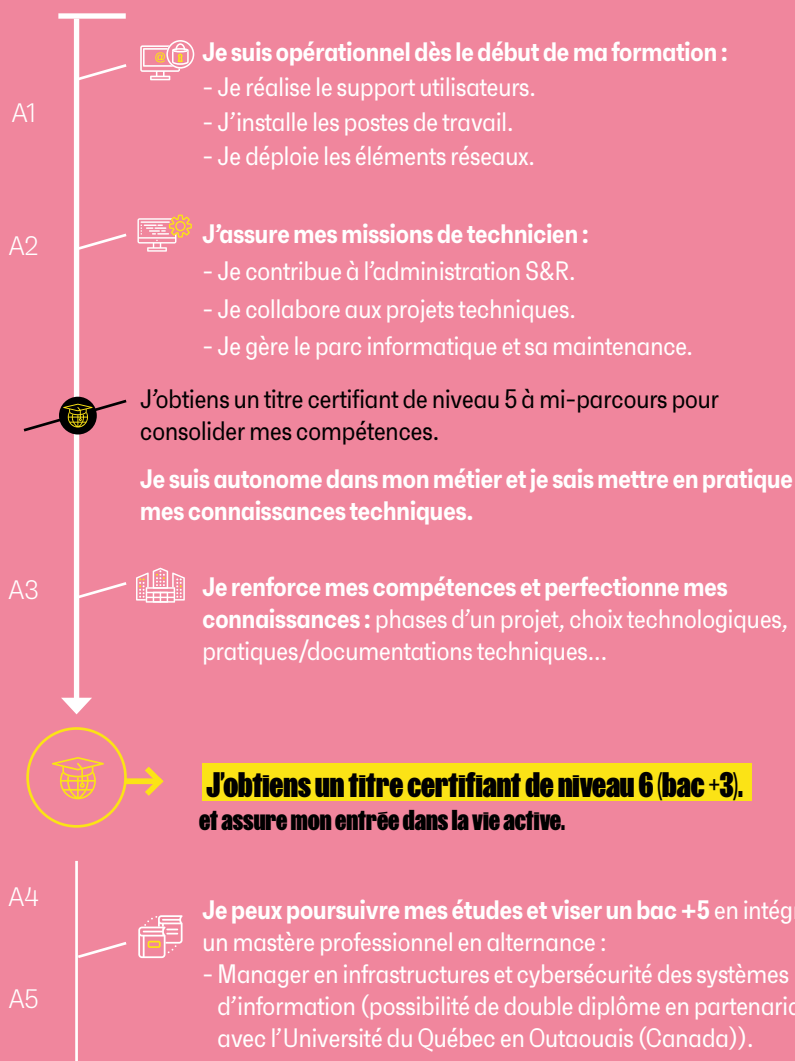 Je suis opérationnel dès le début de ma formation :
A1
- Je réalise le support utilisateurs.
- J’installe les postes de travail.
- Je déploie les éléments réseaux.
A2
J’assure mes missions de technicien :
- Je contribue à l’administration S&R.
- Je collabore aux projets techniques.
- Je gère le parc informatique et sa maintenance.
J’obtiens un titre certifiant de niveau 5 à mi-parcours pour
consolider mes compétences.
Je suis autonome dans mon métier et je sais mettre en pratique
mes connaissances techniques.
A3
Je renforce mes compétences et perfectionne mes
connaissances : phases d’un projet, choix technologiques,
pratiques/documentations techniques...
J’obtiens un titre certifiant de niveau 6 (bac +3).
et assure mon entrée dans la vie active.
A4
Je peux poursuivre mes études et viser un bac +5 en intégr
un mastère professionnel en alternance :
A5
- Manager en infrastructures et cybersécurité des systèmes
d’information (possibilité de double diplôme en partenaria
avec l’Université du Québec en Outaouais (Canada)).